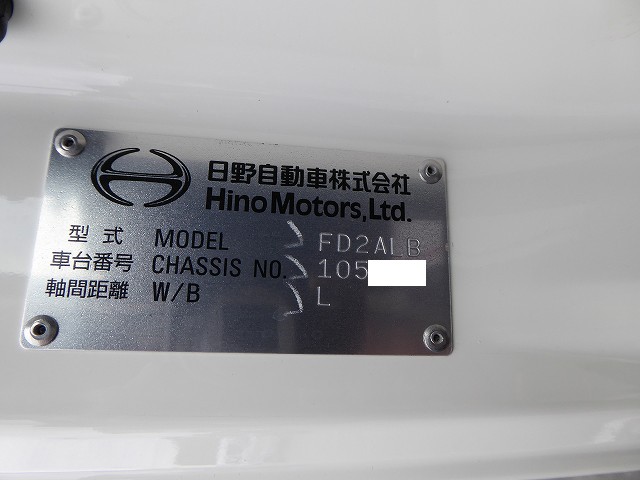 日野自動車株式会社
Hino Motors, Ltd.
型式 MODEL FD2ALB
車台番号 CHASSIS NO. 105
軸間距離 W/B L